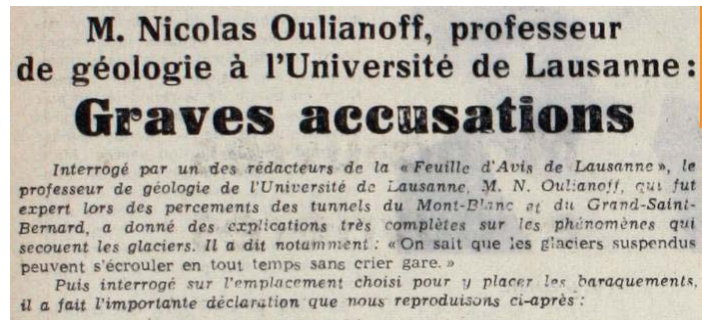 M. Nicolas Oulianoff, professeur
de géologie à l'Université de Lausanne :
Graves accusations
Interrogé par un des rédacteurs de la « Feuille d'Avis de Lausanne », le
professeur de géologie de l'Université de Lausanne, M. N. Oulianoff, qui fut
expert lors des percements des tunnels du Mont-Blanc et du Grand-Saint-
Bernard, a donné des explications très complètes sur les phénomènes qui
secouent les glaciers. Il a dit notamment : « On sait que les glaciers suspendus
peuvent s'écrouler en tout temps sans crier gare. »
Puis interrogé sur l'emplacement choisi pour y placer les baraquements,
il a fait l'importante déclaration que nous reproduisons ci-après :